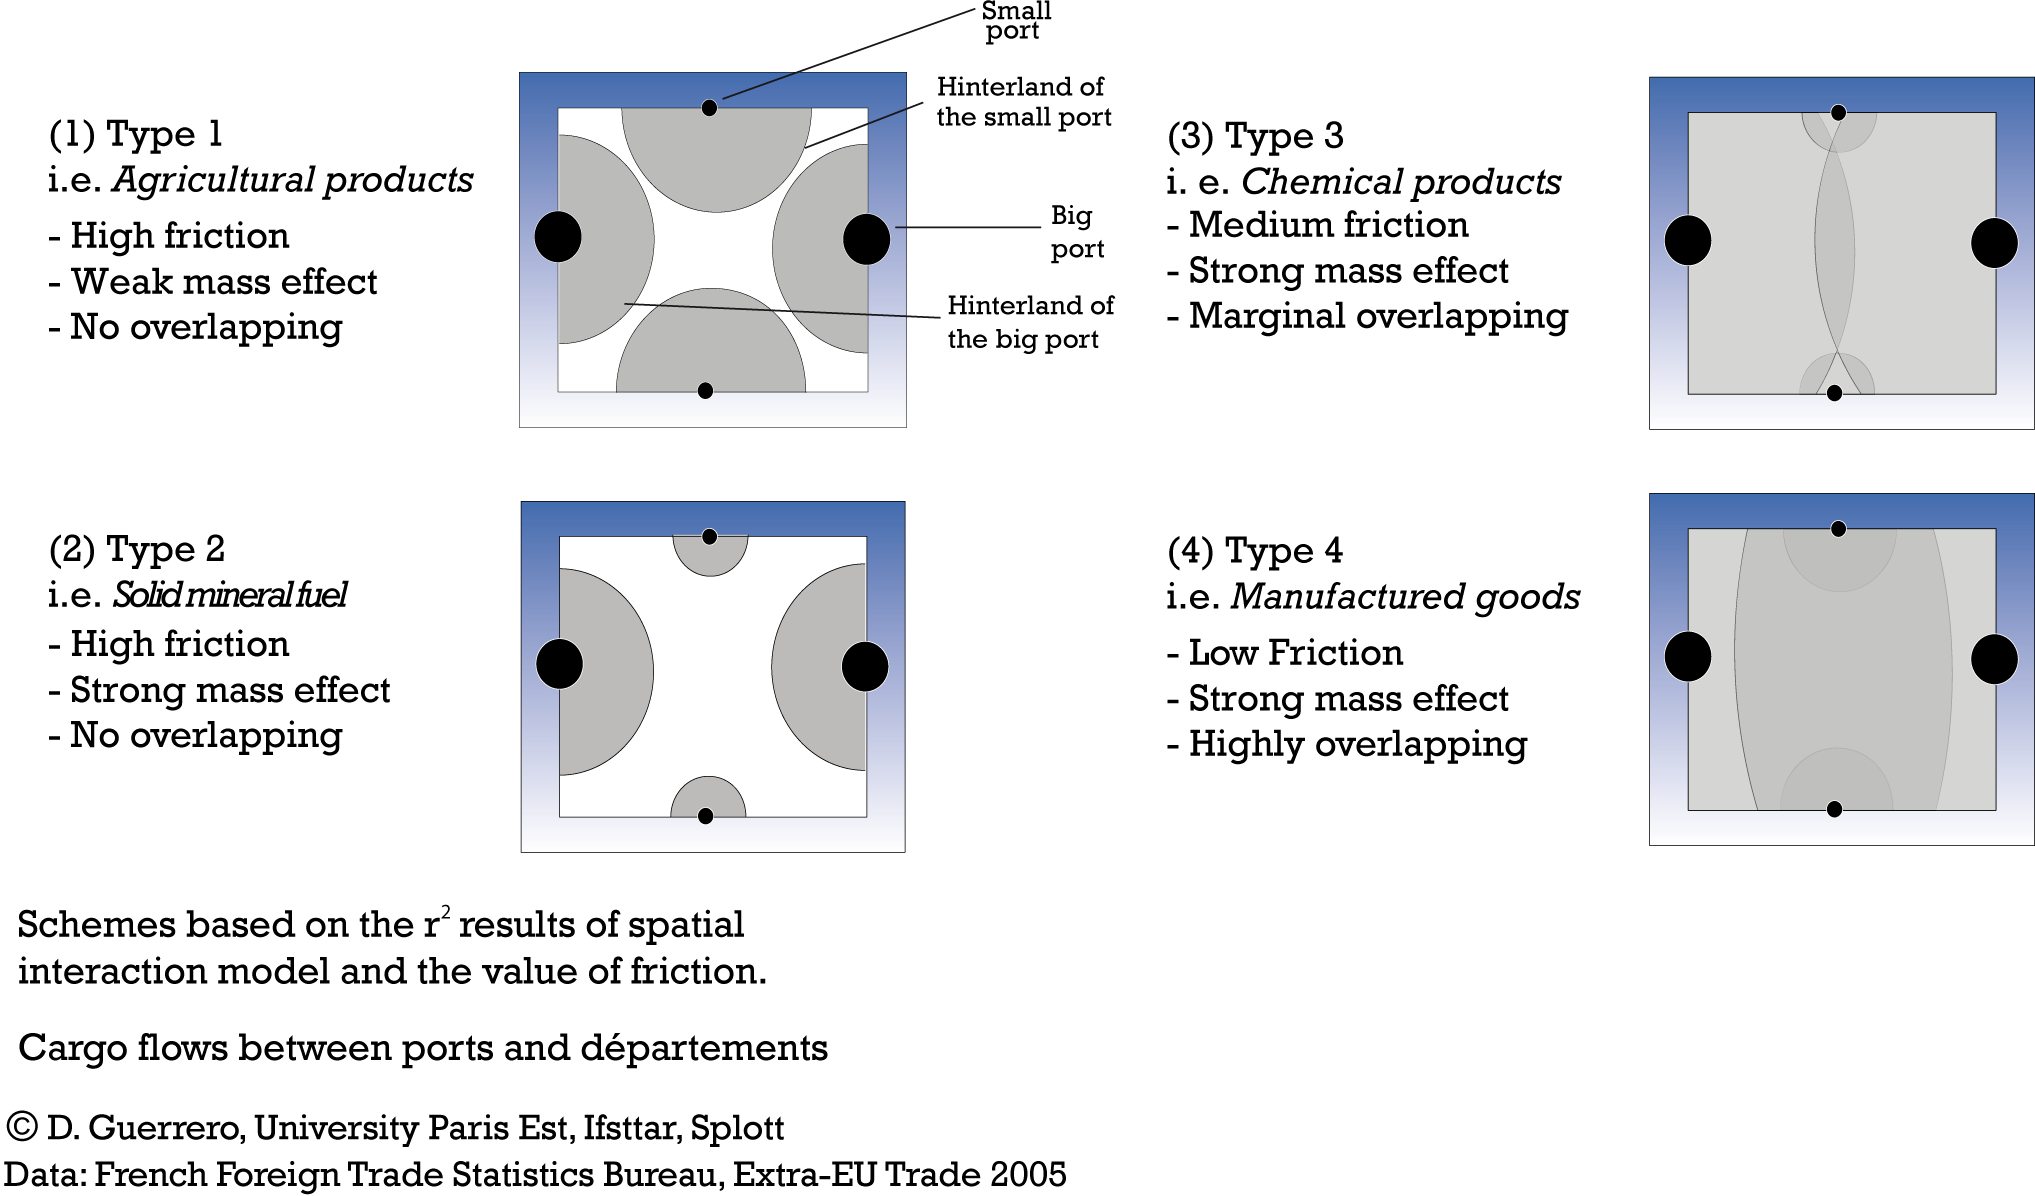 (1) Type 1
i.e. Agricultural products
- High friction
- Weak mass effect
- No overlapping
Small
port
Hinterland of
the small port
Big
port
Hinterland of
the big port
(3) Type 3
i. e. Chemical products
- Medium friction
- Strong mass effect
- Marginal overlapping
(2) Type 2
i.e. Solid mineral fuel
- High friction
- Strong mass effect
- No overlapping
(4) Type 4
i.e. Manufactured goods
- Low Friction
- Strong mass effect
- Highly overlapping
Schemes based on the r² results of spatial
interaction model and the value of friction.
Cargo flows between ports and départements
© D. Guerrero, University Paris Est, Ifsttar, Splott
Data: French Foreign Trade Statistics Bureau, Extra-EU Trade 2005